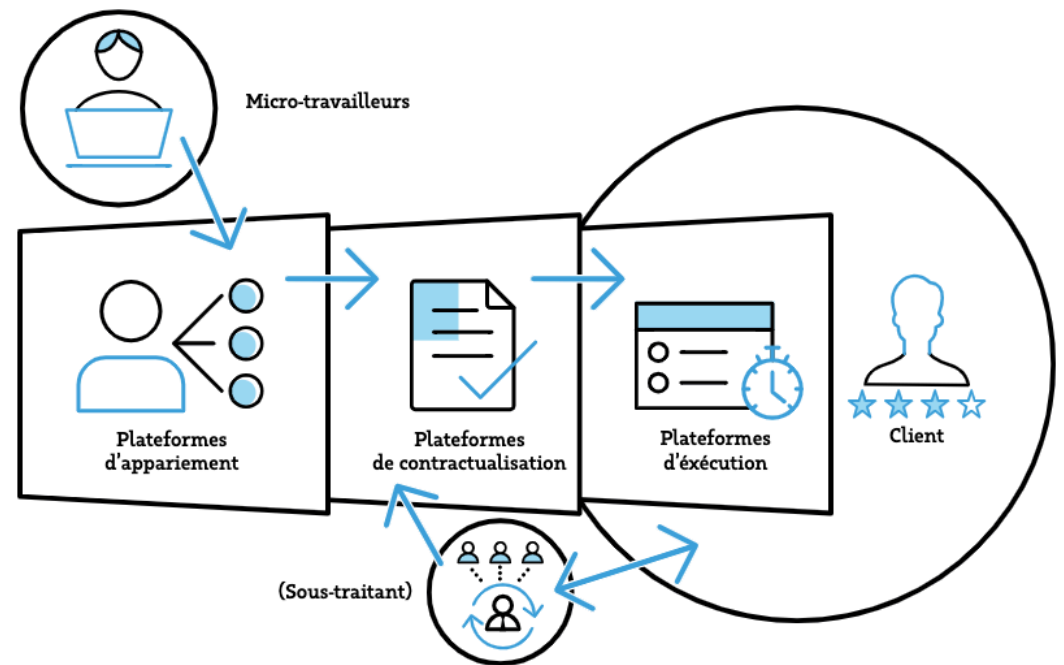 Micro-travailleurs
Plateformes
d'appariement
Plateformes
de contractualisation
Plateformes
d'éxécution
Client
(Sous-traitant)